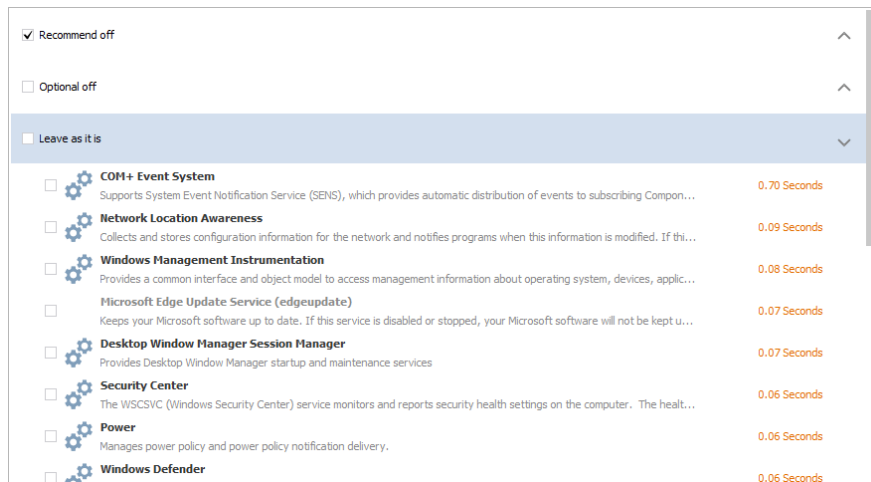 Recommend off
Optional off
Leave as it is
COM+ Event System
Supports System Event Notification Service (SENS), which provides automatic distribution of events to subscribing Compon...
0.70 Seconds
Network Location Awareness
Collects and stores configuration information for the network and notifies programs when this information is modified. If thi...
0.09 Seconds
Windows Management Instrumentation
Provides a common interface and object model to access management information about operating system, devices, applic...
0.08 Seconds
Microsoft Edge Update Service (edgeupdate)
Keeps your Microsoft software up to date. If this service is disabled or stopped, your Microsoft software will not be kept u...
0.07 Seconds
Desktop Window Manager Session Manager
Provides Desktop Window Manager startup and maintenance services
0.07 Seconds
Security Center
The WSCSVC (Windows Security Center) service monitors and reports security health settings on the computer. The healt...
0.06 Seconds
Power
Manages power policy and power policy notification delivery.
0.06 Seconds
Windows Defender
0.06 Seconds